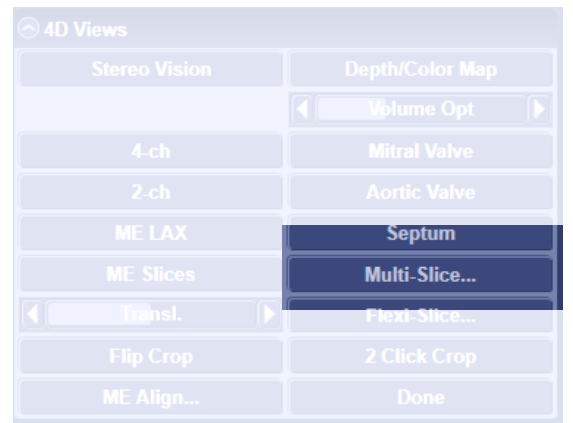 4D Views
Stereo Vision Depth/Color Map
Volume Opt
4-ch Mitral Valve
2-ch Aortic Valve
ME LAX Septum
ME Slices Multi-Slice...
Transl. Flexi-Slice...
Flip Crop 2 Click Crop
ME Align... Done